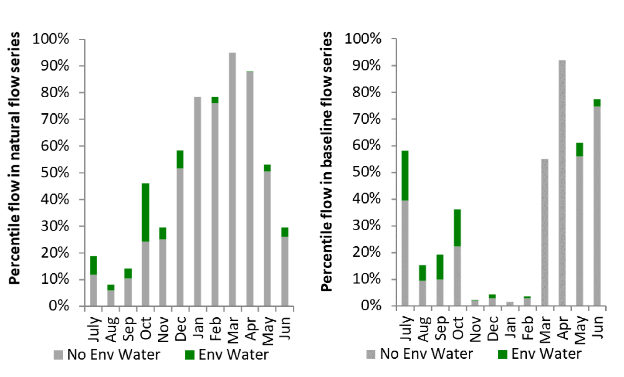 Percentile flow in natural flow series
100%
90%
80%
70%
60%
50%
40%
30%
20%
10%
0%
July
Aug
Sep
Oct
Nov
Dec
Jan
Feb
Mar
Apr
May
Jun
No Env Water
Env Water
Percentile flow in baseline flow series
100%
90%
80%
70%
60%
50%
40%
30%
20%
10%
0%
July
Aug
Sep
Oct
Nov
Dec
Jan
Feb
Mar
Apr
May
Jun
No Env Water
Env Water